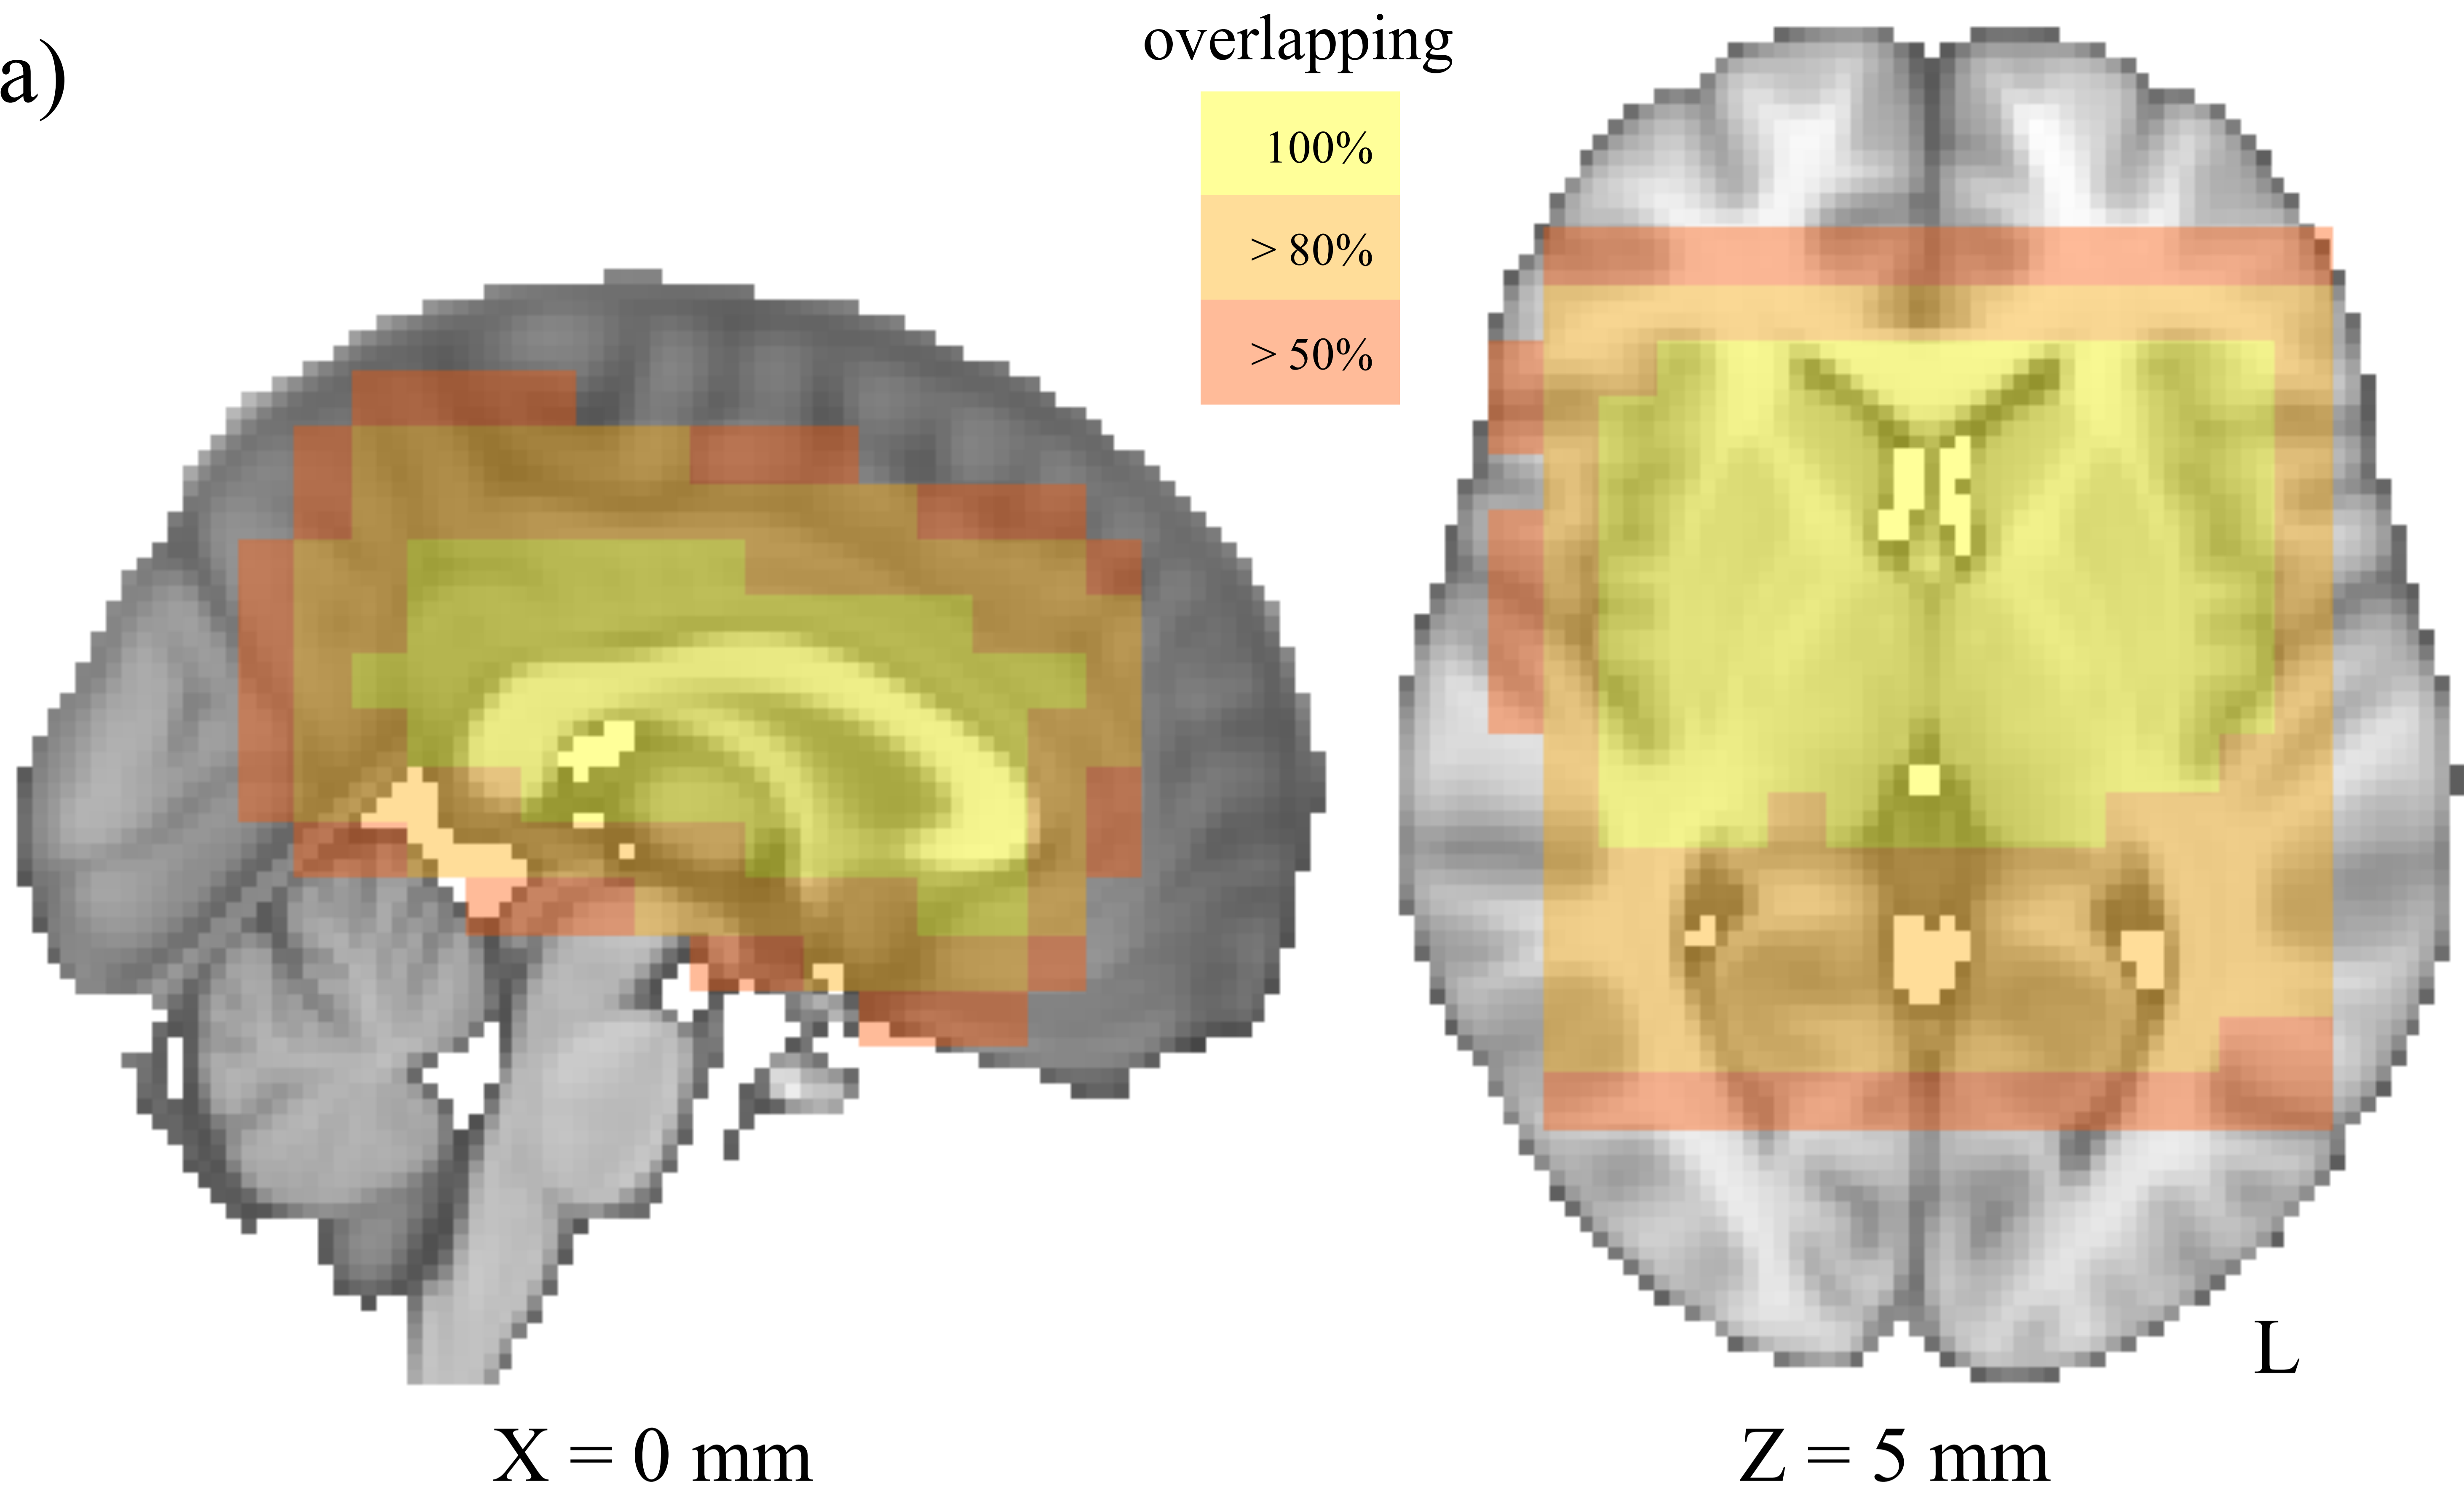 a)
overlapping
100%
> 80%
> 50%
L
X = 0 mm
Z = 5 mm